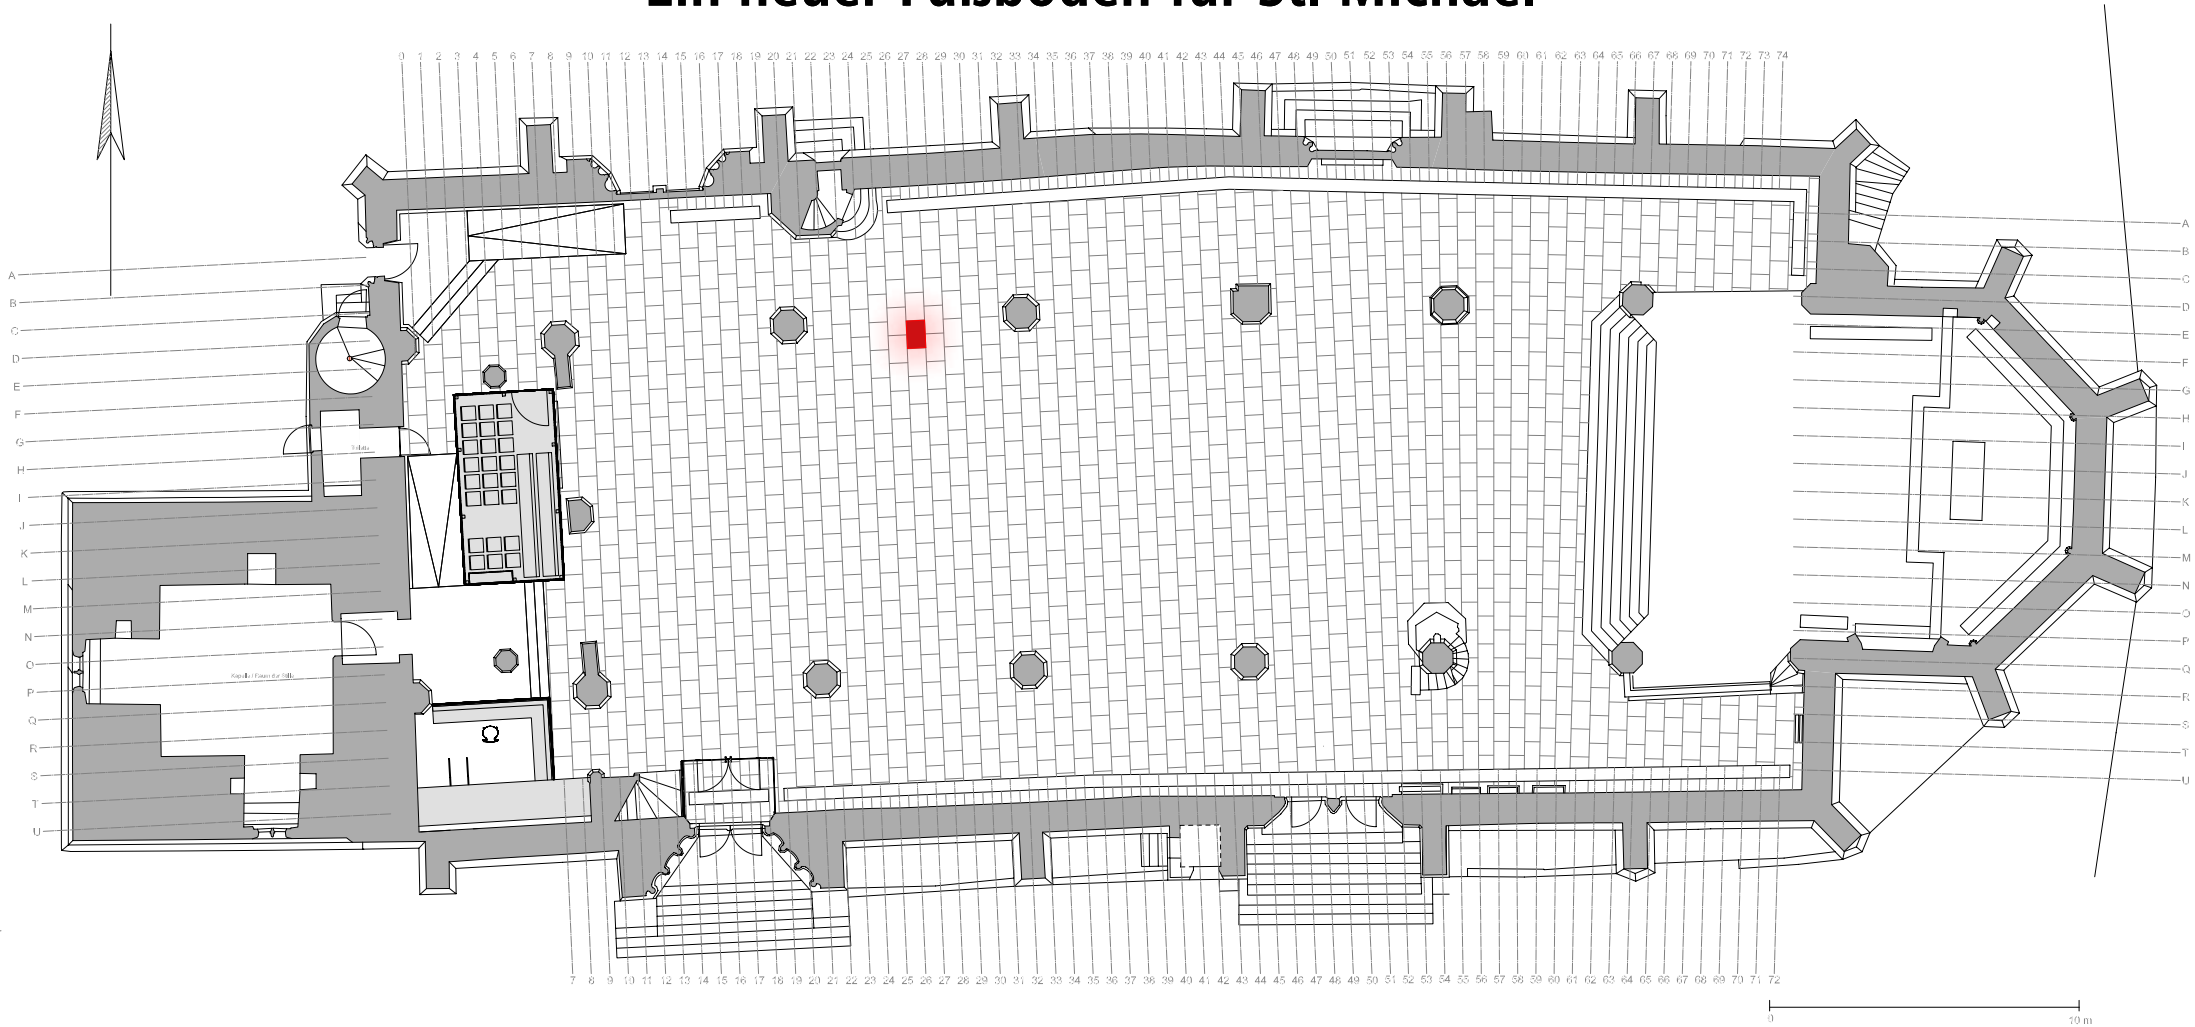 Ein neuer Fußboden für St. Michael
0 1 2 3 4 5 6 7 8 9 10 11 12 13 14 15 16 17 18 19 20 21 22 23 24 25 26 27 28 29 30 31 32 33 34 35 36 37 38 39 40 41 42 43 44 45 46 47 48 49 50 51 52 53 54 55 56 57 58 59 60 61 62 63 64 65 66 67 68 69 70 71 72 73 74
A
B
C
D
E
F
G
H
I
J
K
L
M
N
O
P
Q
R
S
T
U
Kapelle / Raum der Stille
A
B
C
D
E
F
G
H
I
J
K
L
M
N
O
P
Q
R
S
T
U
7 8 9 10 11 12 13 14 15 16 17 18 19 20 21 22 23 24 25 26 27 28 29 30 31 32 33 34 35 36 37 38 39 40 41 42 43 44 45 46 47 48 49 50 51 52 53 54 55 56 57 58 59 60 61 62 63 64 65 66 67 68 69 70 71 72
0 10 m